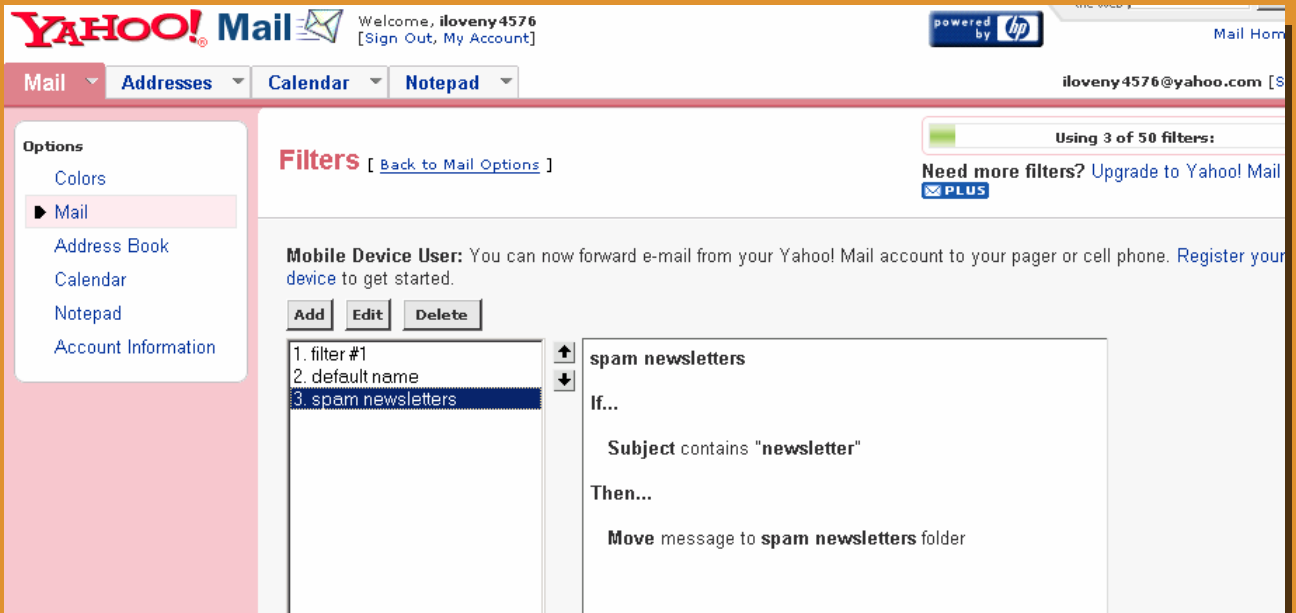 YAHOO! Mail
Welcome, iloveny4576
[Sign Out, My Account]
powered by hp
Mail Hom
Mail Addresses Calendar Notepad
iloveny4576@yahoo.com [S
Options
Colors
Mail
Address Book
Calendar
Notepad
Account Information
Filters [ Back to Mail Options ]
Using 3 of 50 filters:
Need more filters? Upgrade to Yahoo! Mail
PLUS
Mobile Device User: You can now forward e-mail from your Yahoo! Mail account to your pager or cell phone. Register your
device to get started.
Add Edit Delete
1. filter #1
2. default name
3. spam newsletters
spam newsletters
If...
Subject contains "newsletter"
Then...
Move message to spam newsletters folder